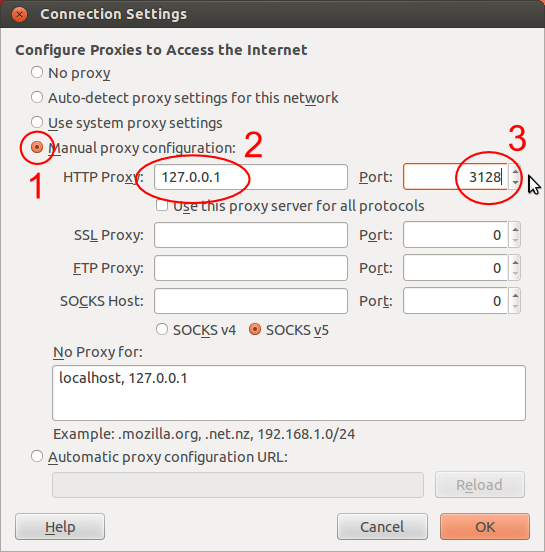 Connection Settings
Configure Proxies to Access the Internet
No proxy
Auto-detect proxy settings for this network
Use system proxy settings
Manual proxy configuration:
1
2
3
HTTP Proxy: 127.0.0.1 Port: 3128
Use this proxy server for all protocols
SSL Proxy: Port: 0
FTP Proxy: Port: 0
SOCKS Host: Port: 0
SOCKS v4 SOCKS v5
No Proxy for:
localhost, 127.0.0.1
Example: .mozilla.org, .net.nz, 192.168.1.0/24
Automatic proxy configuration URL:
Reload
Help Cancel OK